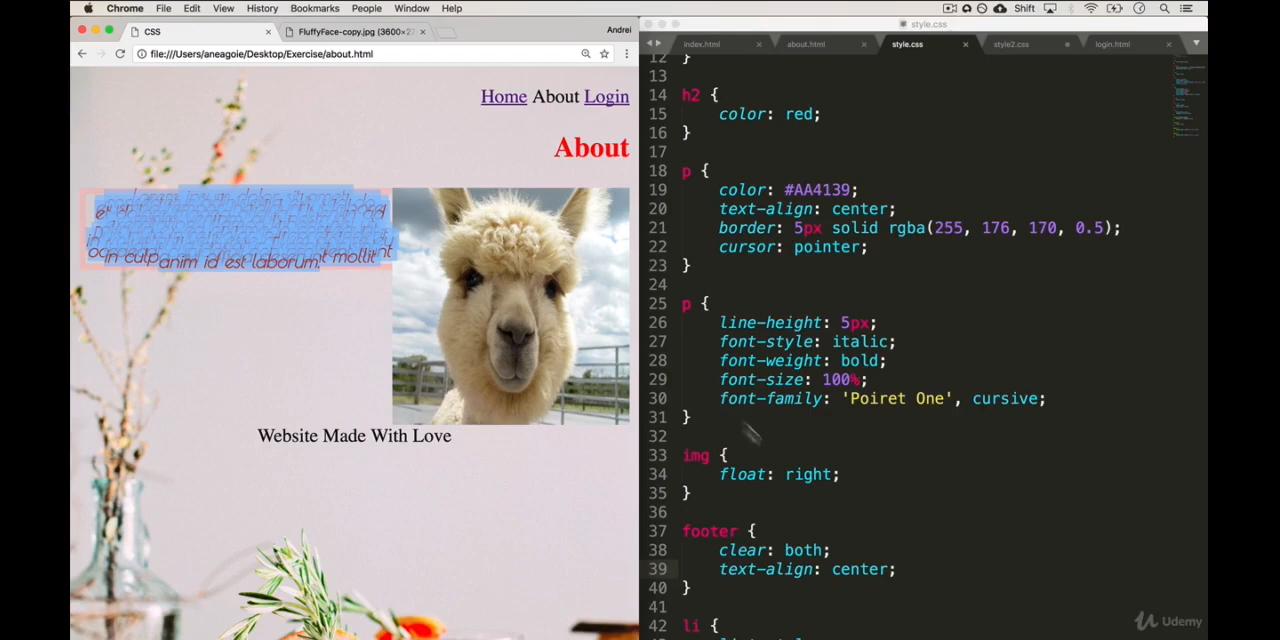 Chrome File Edit View History Bookmarks People Window Help Shift
CSS
FluffyFace-copy.jpg (3600×2
Andrei
file:///Users/aneagoie/Desktop/Exercise/about.html
Home About Login
About
in culp anim id est laborum.
Website Made With Love
style.css
index.html
about.html
style.css
style2.css
login.html
12 }
13
14 h2 {
15 color: red;
16 }
17
18 p {
19 color: #AA4139;
20 text-align: center;
21 border: 5px solid rgba(255, 176, 170, 0.5);
22 cursor: pointer;
23 }
24
25 p {
26 line-height: 5px;
27 font-style: italic;
28 font-weight: bold;
29 font-size: 100%;
30 font-family: 'Poiret One', cursive;
31 }
32
33 img {
34 float: right;
35 }
36
37 footer {
38 clear: both;
39 text-align: center;
40 }
41
42 li {
Udemy